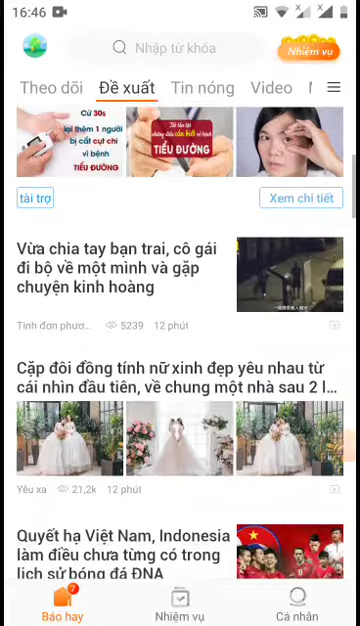 16:46
Nhập từ khóa
Nhiệm vụ
Theo dõi
Đề xuất
Tin nóng
Video
Cứ 30s
lại thêm 1 người
bị cắt cụt chi
vì bệnh
TIỂU ĐƯỜNG
TIỂU ĐƯỜNG
tài trợ
Xem chi tiết
Vừa chia tay bạn trai, cô gái
đi bộ về một mình và gặp
chuyện kinh hoàng
Tinh đơn phươ...
5239
12 phút
Cặp đôi đồng tính nữ xinh đẹp yêu nhau từ
cái nhìn đầu tiên, về chung một nhà sau 2 l...
Yêu xa
21,2k
12 phút
Quyết hạ Việt Nam, Indonesia
làm điều chưa từng có trong
lịch sử bóng đá ĐNA
7
Báo hay
Nhiệm vụ
Cá nhân